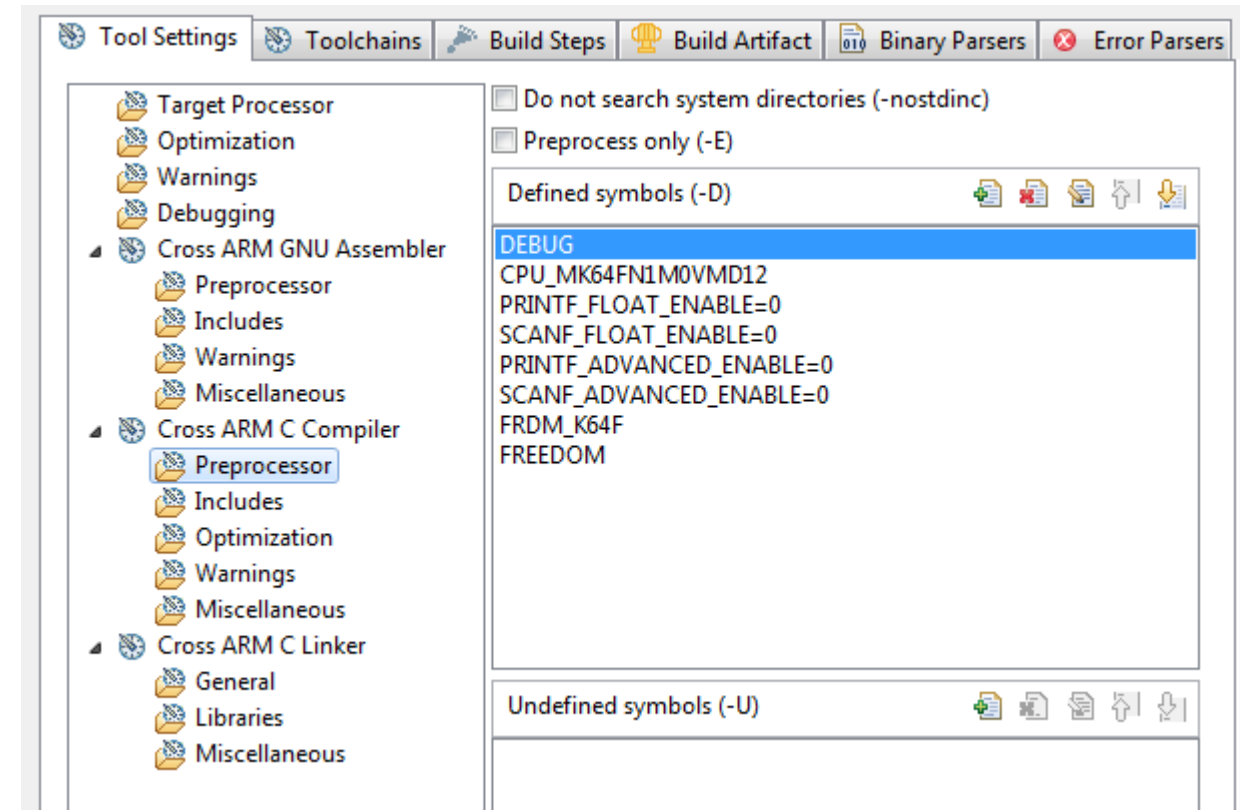 Tool Settings
Toolchains
Build Steps
Build Artifact
Binary Parsers
Error Parsers
Target Processor
Optimization
Warnings
Debugging
Cross ARM GNU Assembler
Preprocessor
Includes
Warnings
Miscellaneous
Cross ARM C Compiler
Preprocessor
Includes
Optimization
Warnings
Miscellaneous
Cross ARM C Linker
General
Libraries
Miscellaneous
Do not search system directories (-nostdinc)
Preprocess only (-E)
Defined symbols (-D)
DEBUG
CPU_MK64FN1M0VMD12
PRINTF_FLOAT_ENABLE=0
SCANF_FLOAT_ENABLE=0
PRINTF_ADVANCED_ENABLE=0
SCANF_ADVANCED_ENABLE=0
FRDM_K64F
FREEDOM
Undefined symbols (-U)